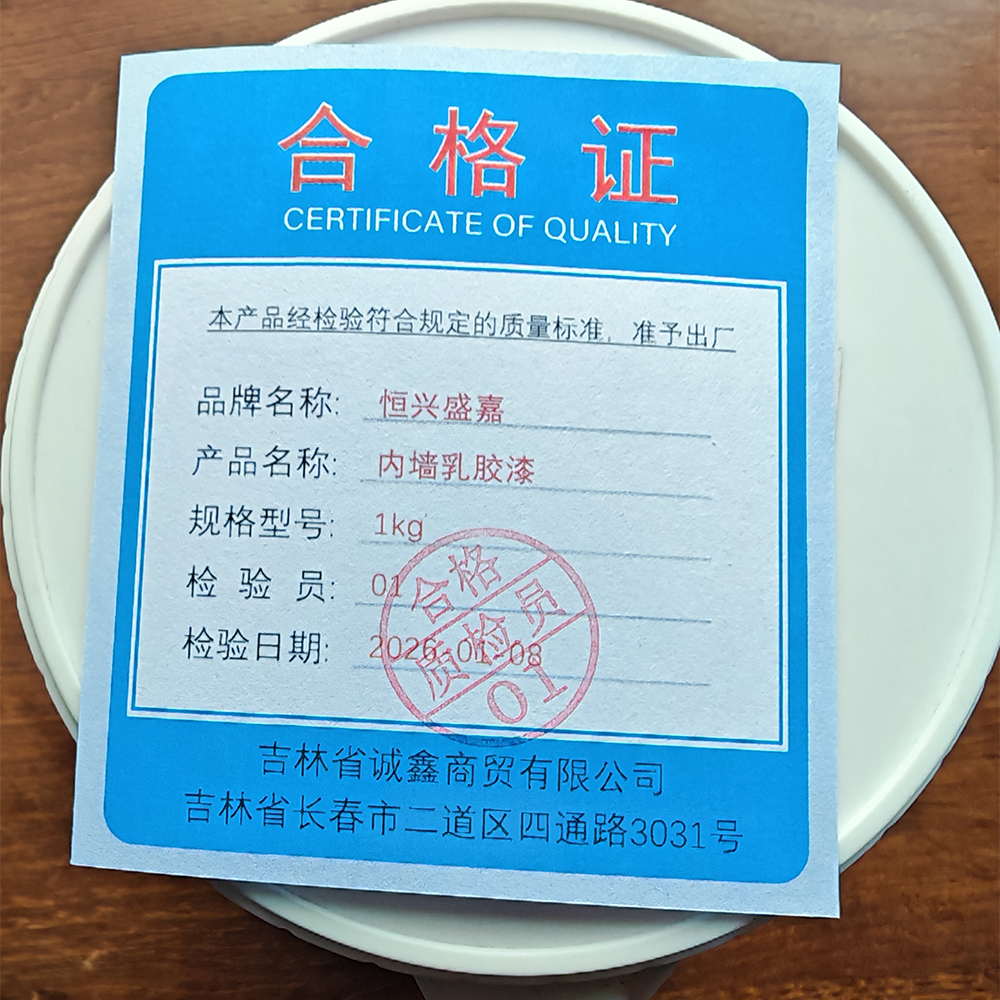 合格证
CERTIFICATE OF QUALITY
本产品经检验符合规定的质量标准，准予出厂
品牌名称: 恒兴盛嘉
产品名称: 内墙乳胶漆
规格型号: 1kg
检验员: 01
检验日期: 2026-01-08
合格
质检员
01
吉林省诚鑫商贸有限公司
吉林省长春市二道区四通路3031号